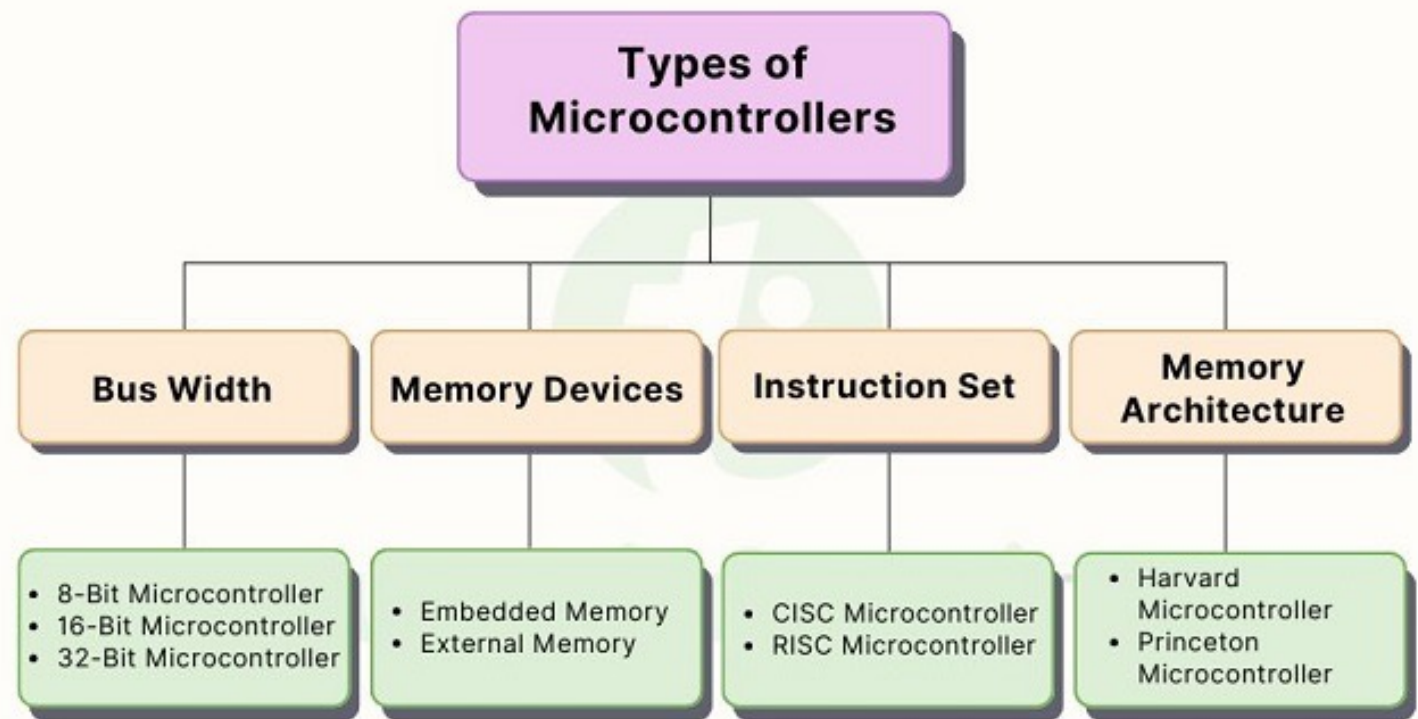 Types of
Microcontrollers
Bus Width
Memory Devices
Instruction Set
Memory
Architecture
• 8-Bit Microcontroller
• 16-Bit Microcontroller
• 32-Bit Microcontroller
• Embedded Memory
• External Memory
• CISC Microcontroller
• RISC Microcontroller
• Harvard
Microcontroller
• Princeton
Microcontroller